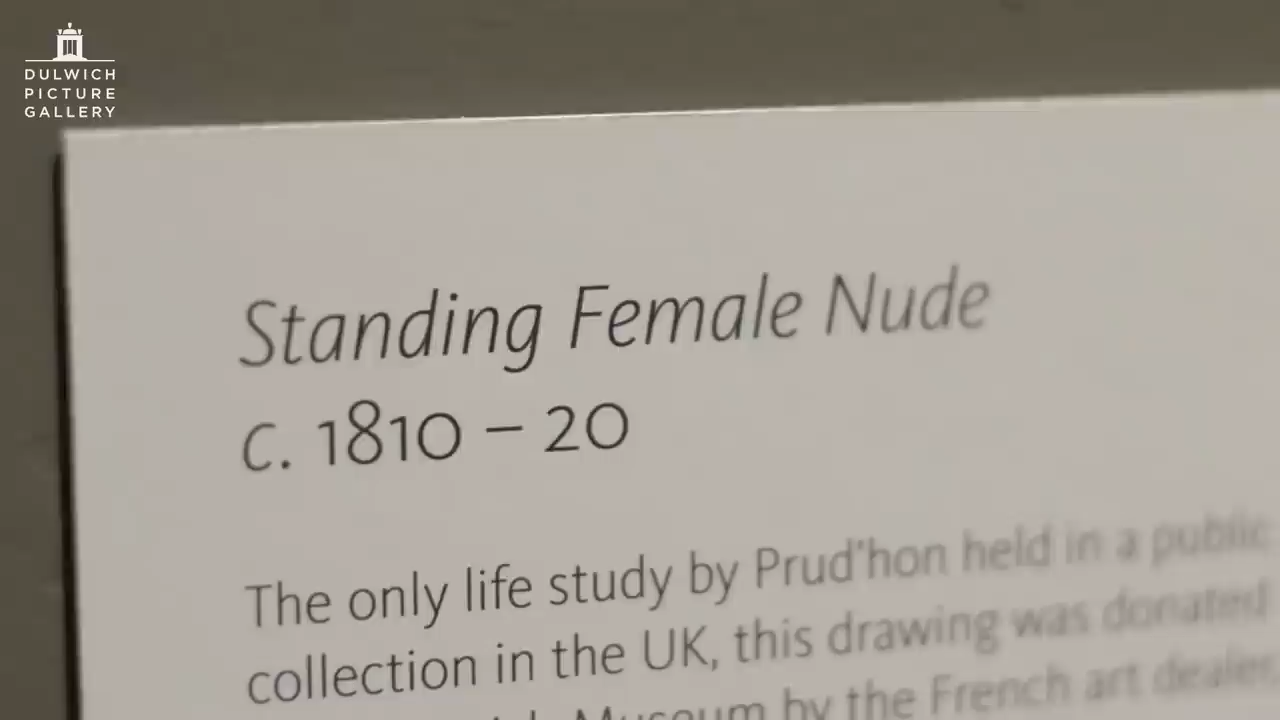 DULWICH
PICTURE
GALLERY
Standing Female Nude
c. 1810 – 20
The only life study by Prud'hon held in a public
collection in the UK, this drawing was donated
Museum by the French art dealer,